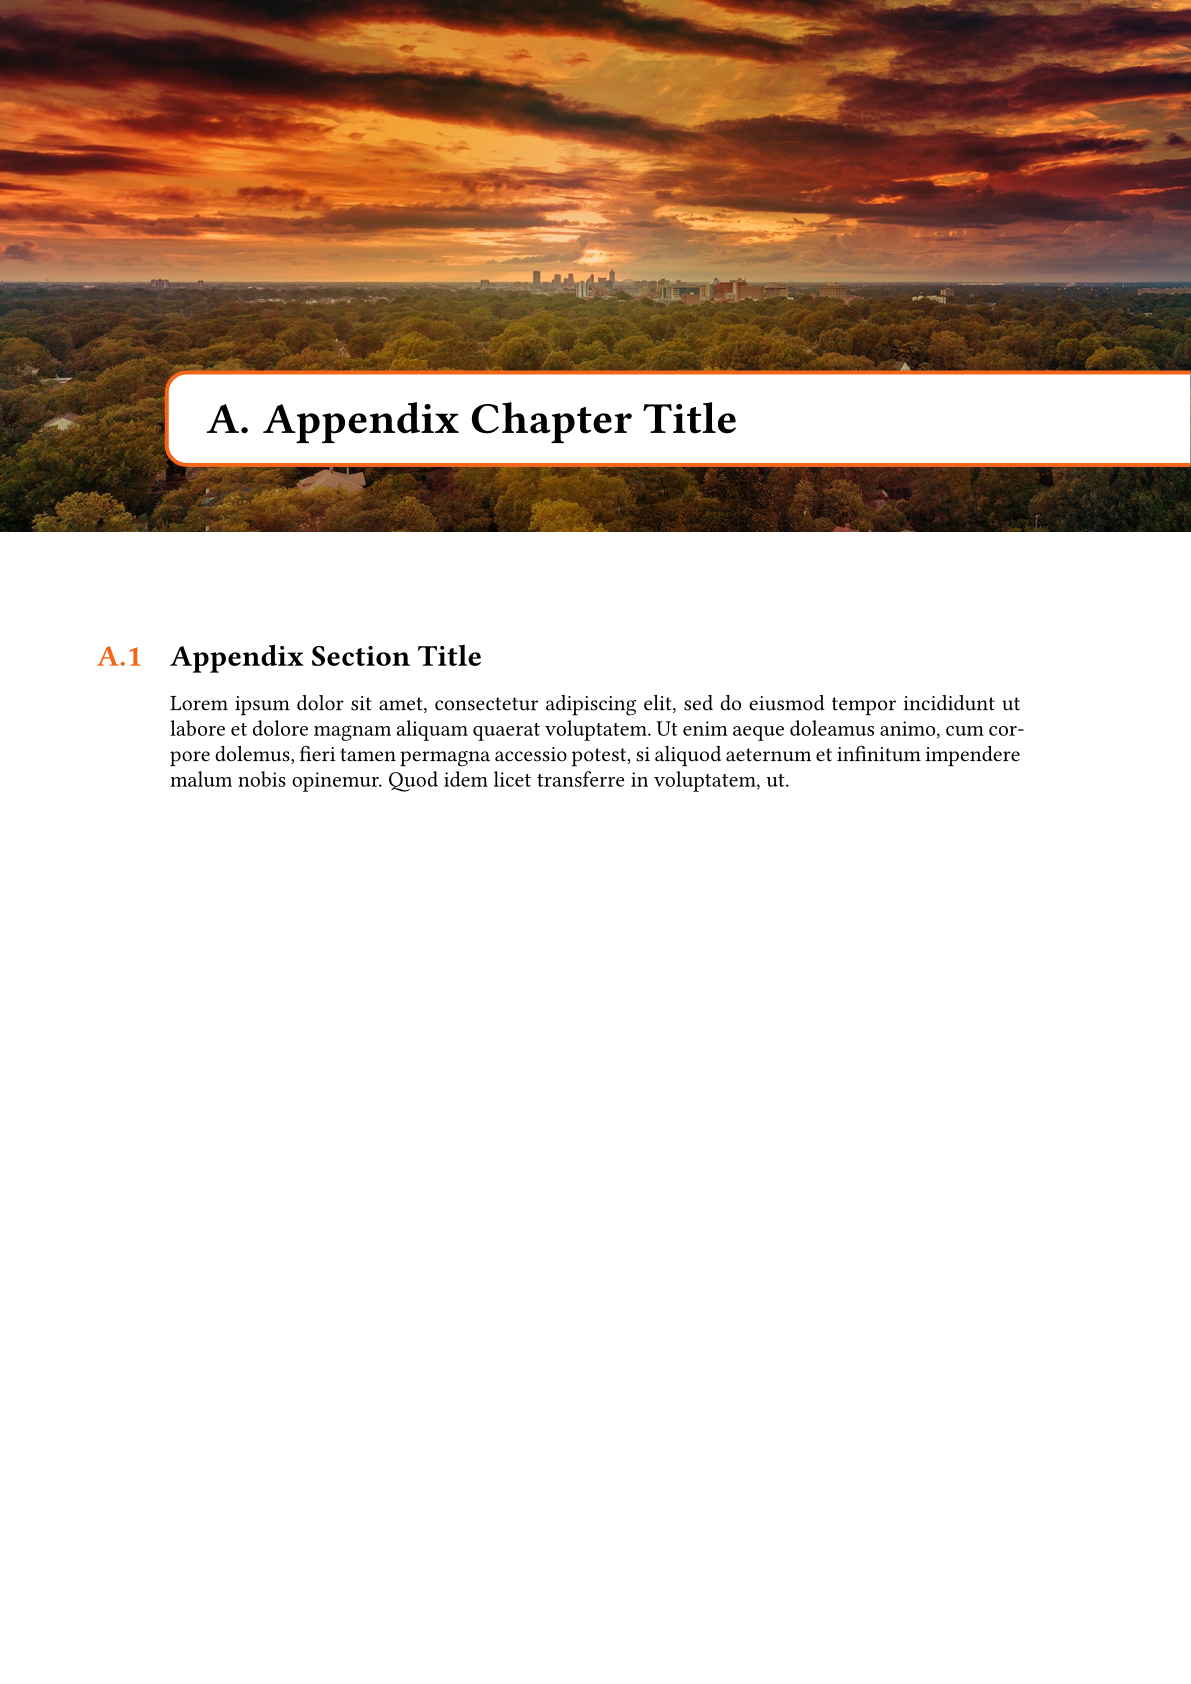 A. Appendix Chapter Title
A.1 Appendix Section Title
Lorem ipsum dolor sit amet, consectetur adipiscing elit, sed do eiusmod tempor incididunt ut
labore et dolore magnam aliquam quaerat voluptatem. Ut enim aeque doleamus animo, cum cor-
pore dolemus, fieri tamen permagna accessio potest, si aliquod aeternum et infinitum impendere
malum nobis opinemur. Quod idem licet transferre in voluptatem, ut.